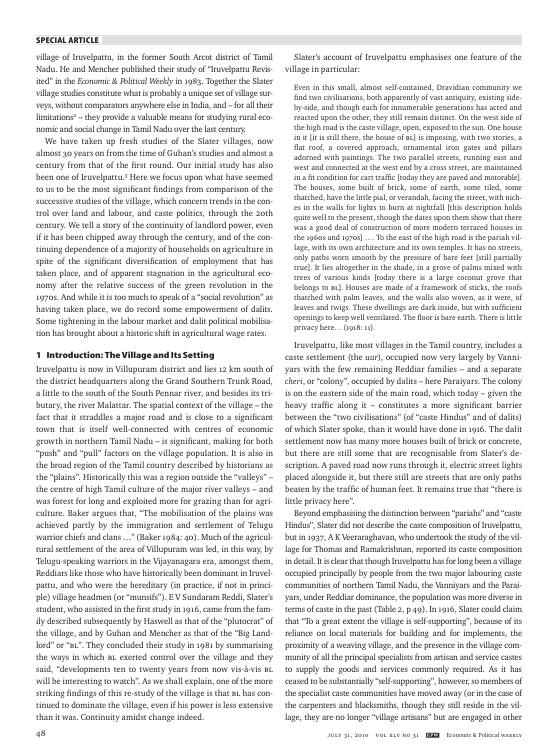 SPECIAL ARTICLE
village of Iruvelpattu, in the former South Arcot district of Tamil
Nadu. He and Mencher published their study of "Iruvelpattu Revis-
ited" in the Economic & Political Weekly in 1983. Together the Slater
village studies constitute what is probably a unique set of village sur-
veys, without comparators anywhere else in India, and – for all their
limitations² – they provide a valuable means for studying rural eco-
nomic and social change in Tamil Nadu over the last century.
We have taken up fresh studies of the Slater villages, now
almost 30 years on from the time of Guhan's studies and almost a
century from that of the first round. Our initial study has also
been one of Iruvelpattu.³ Here we focus upon what have seemed
to us to be the most significant findings from comparison of the
successive studies of the village, which concern trends in the con-
trol over land and labour, and caste politics, through the 20th
century. We tell a story of the continuity of landlord power, even
if it has been chipped away through the century, and of the con-
tinuing dependence of a majority of households on agriculture in
spite of the significant diversification of employment that has
taken place, and of apparent stagnation in the agricultural eco-
nomy after the relative success of the green revolution in the
1970s. And while it is too much to speak of a "social revolution" as
having taken place, we do record some empowerment of dalits.
Some tightening in the labour market and dalit political mobilisa-
tion has brought about a historic shift in agricultural wage rates.
1 Introduction: The Village and Its Setting
Iruvelpattu is now in Villupuram district and lies 12 km south of
the district headquarters along the Grand Southern Trunk Road,
a little to the south of the South Pennar river, and besides its tri-
butary, the river Malattar. The spatial context of the village – the
fact that it straddles a major road and is close to a significant
town that is itself well-connected with centres of economic
growth in northern Tamil Nadu – is significant, making for both
"push" and "pull" factors on the village population. It is also in
the broad region of the Tamil country described by historians as
the "plains". Historically this was a region outside the "valleys" –
the centre of high Tamil culture of the major river valleys – and
was forest for long and exploited more for grazing than for agri-
culture. Baker argues that, "The mobilisation of the plains was
achieved partly by the immigration and settlement of Telugu
warrior chiefs and clans …" (Baker 1984: 40). Much of the agricul-
tural settlement of the area of Villupuram was led, in this way, by
Telugu-speaking warriors in the Vijayanagara era, amongst them,
Reddiars like those who have historically been dominant in Iruvel-
pattu, and who were the hereditary (in practice, if not in princi-
ple) village headmen (or "munsifs"). E V Sundaram Reddi, Slater's
student, who assisted in the first study in 1916, came from the fam-
ily described subsequently by Haswell as that of the "plutocrat" of
the village, and by Guhan and Mencher as that of the "Big Land-
lord" or "BL". They concluded their study in 1981 by summarising
the ways in which BL exerted control over the village and they
said, "developments ten to twenty years from now vis-à-vis BL
will be interesting to watch". As we shall explain, one of the more
striking findings of this re-study of the village is that BL has con-
tinued to dominate the village, even if his power is less extensive
than it was. Continuity amidst change indeed.
Slater's account of Iruvelpattu emphasises one feature of the
village in particular:
Even in this small, almost self-contained, Dravidian community we
find two civilisations, both apparently of vast antiquity, existing side-
by-side, and though each for innumerable generations has acted and
reacted upon the other, they still remain distinct. On the west side of
the high road is the caste village, open, exposed to the sun. One house
in it [it is still there, the house of BL] is imposing, with two stories, a
flat roof, a covered approach, ornamental iron gates and pillars
adorned with paintings. The two parallel streets, running east and
west and connected at the west end by a cross street, are maintained
in a fit condition for cart traffic [today they are paved and motorable].
The houses, some built of brick, some of earth, some tiled, some
thatched, have the little pial, or verandah, facing the street, with nich-
es in the walls for lights to burn at nightfall [this description holds
quite well to the present, though the dates upon them show that there
was a good deal of construction of more modern terraced houses in
the 1960s and 1970s] …. To the east of the high road is the pariah vil-
lage, with its own architecture and its own temples. It has no streets,
only paths worn smooth by the pressure of bare feet [still partially
true]. It lies altogether in the shade, in a grove of palms mixed with
trees of various kinds [today there is a large coconut grove that
belongs to BL]. Houses are made of a framework of sticks, the roofs
thatched with palm leaves, and the walls also woven, as it were, of
leaves and twigs. These dwellings are dark inside, but with sufficient
openings to keep well ventilated. The floor is bare earth. There is little
privacy here… (1918: 11).
Iruvelpattu, like most villages in the Tamil country, includes a
caste settlement (the uur), occupied now very largely by Vanni-
yars with the few remaining Reddiar families – and a separate
cheri, or "colony", occupied by dalits – here Paraiyars. The colony
is on the eastern side of the main road, which today – given the
heavy traffic along it – constitutes a more significant barrier
between the "two civilisations" (of "caste Hindus" and of dalits)
of which Slater spoke, than it would have done in 1916. The dalit
settlement now has many more houses built of brick or concrete,
but there are still some that are recognisable from Slater's de-
scription. A paved road now runs through it, electric street lights
placed alongside it, but there still are streets that are only paths
beaten by the traffic of human feet. It remains true that "there is
little privacy here".
Beyond emphasising the distinction between "pariahs" and "caste
Hindus", Slater did not describe the caste composition of Iruvelpattu,
but in 1937, A K Veeraraghavan, who undertook the study of the vil-
lage for Thomas and Ramakrishnan, reported its caste composition
in detail. It is clear that though Iruvelpattu has for long been a village
occupied principally by people from the two major labouring caste
communities of northern Tamil Nadu, the Vanniyars and the Parai-
yars, under Reddiar dominance, the population was more diverse in
terms of caste in the past (Table 2, p 49). In 1916, Slater could claim
that "To a great extent the village is self-supporting", because of its
reliance on local materials for building and for implements, the
proximity of a weaving village, and the presence in the village com-
munity of all the principal specialists from artisan and service castes
to supply the goods and services commonly required. As it has
ceased to be substantially "self-supporting", however, so members of
the specialist caste communities have moved away (or in the case of
the carpenters and blacksmiths, though they still reside in the vil-
lage, they are no longer "village artisans" but are engaged in other
48
JULY 31, 2010 VOL XLV NO 31 EPW Economic & Political WEEKLY